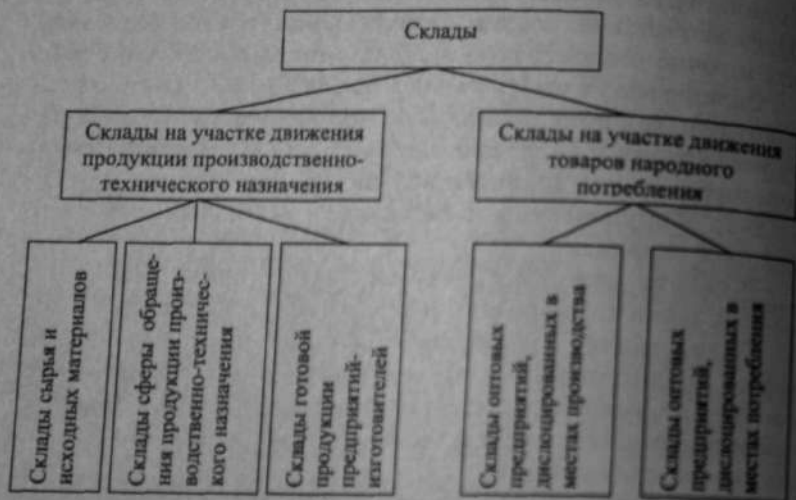 Склады
Склады на участке движения
продукции производственно-
технического назначения
Склады на участке движения
товаров народного
потребления
Склады сырья и
исходных материалов
Склады сферы обраще-
ния продукции произ-
водственно-техничес-
кого назначения
Склады готовой
продукции
предприятий-
изготовителей
Склады оптовых
предприятий,
дислоцированных в
местах производства
Склады оптовых
предприятий,
дислоцированных в
местах потребления